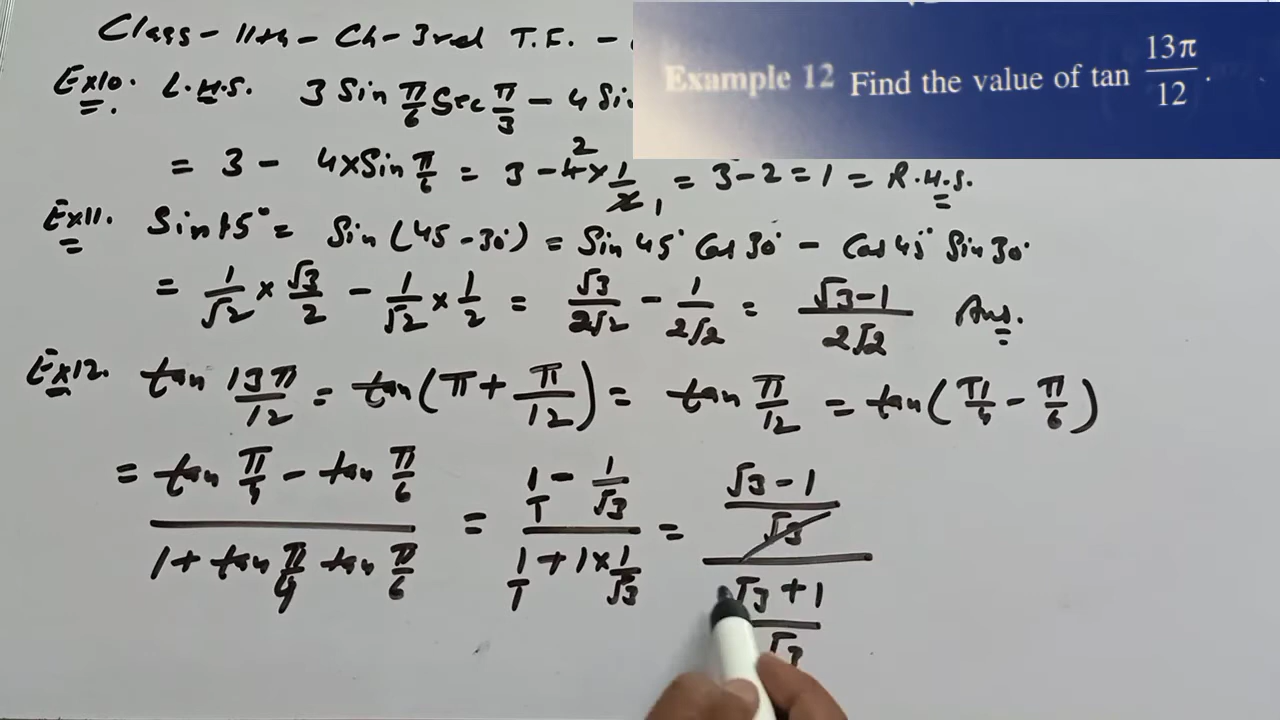 Class - 11th - Ch - 3rd T.F. -
Example 12 Find the value of tan 13π/12 .
Ex10. L.H.S. 3 Sin π/6 Sec π/3 - 4 Sin
= 3 - 4×Sin π/6 = 3 - 4×1/2 = 3-2 = 1 = R.H.S.
Ex11. Sin15° = Sin(45-30°) = Sin 45° Cos 30° - Cos 45° Sin 30°
= 1/√2 × √3/2 - 1/√2 × 1/2 = √3/2√2 - 1/2√2 = √3-1/2√2 Ans.
Ex12. tan 13π/12 = tan(π + π/12) = tan π/12 = tan(π/4 - π/6)
= tan π/4 - tan π/6 / 1 + tan π/4 tan π/6 = 1/1 - 1/√3 / 1/1 + 1×1/√3 = √3-1/√3 / √3+1/√3